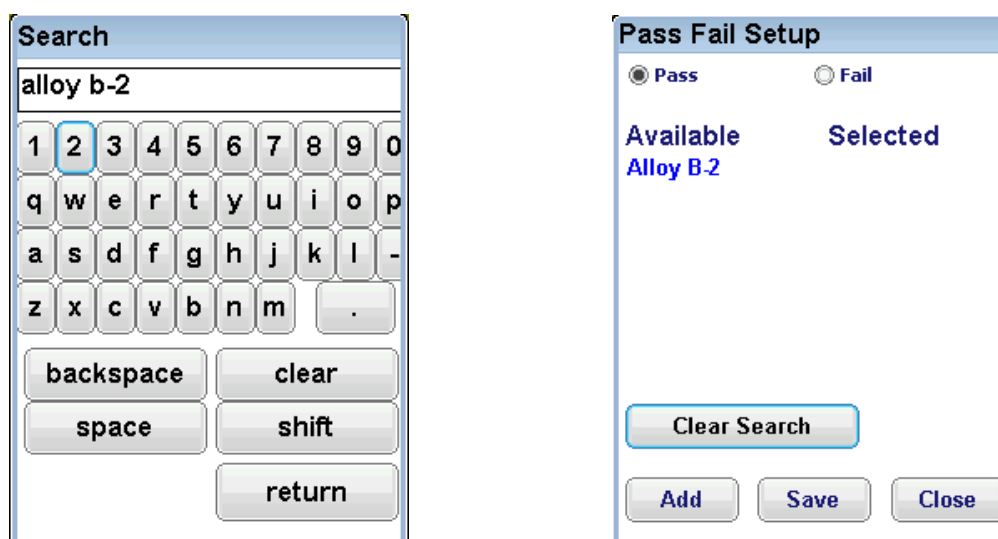 Search
alloy b-2
1 2 3 4 5 6 7 8 9 0
q w e r t y u i o p
a s d f g h j k l -
z x c v b n m .
backspace clear
space shift
return
Pass Fail Setup
Pass Fail
Available Selected
Alloy B-2
Clear Search
Add Save Close